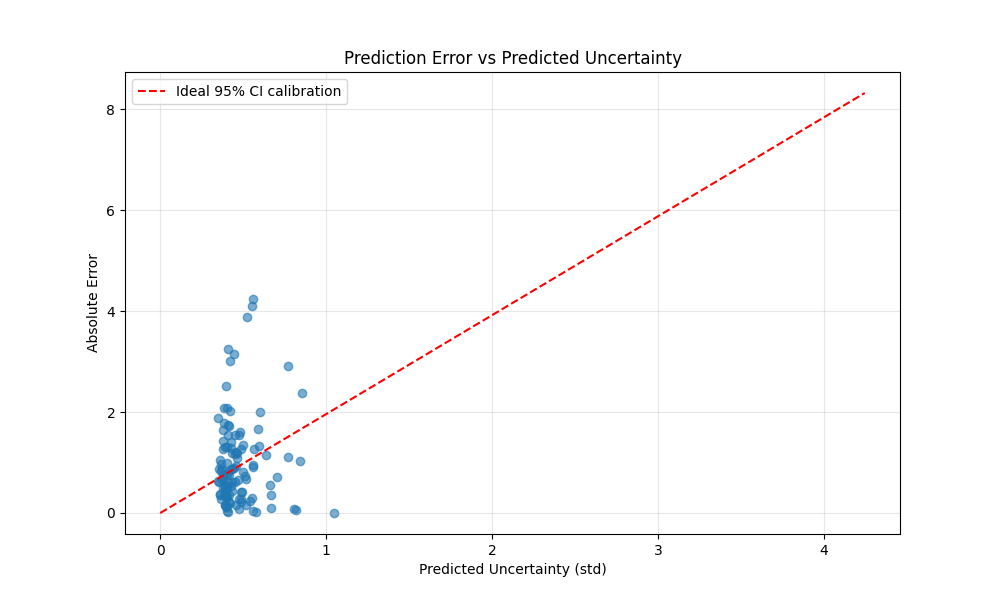 Prediction Error vs Predicted Uncertainty
Ideal 95% CI calibration
Absolute Error
8
6
4
2
0
0 1 2 3 4
Predicted Uncertainty (std)